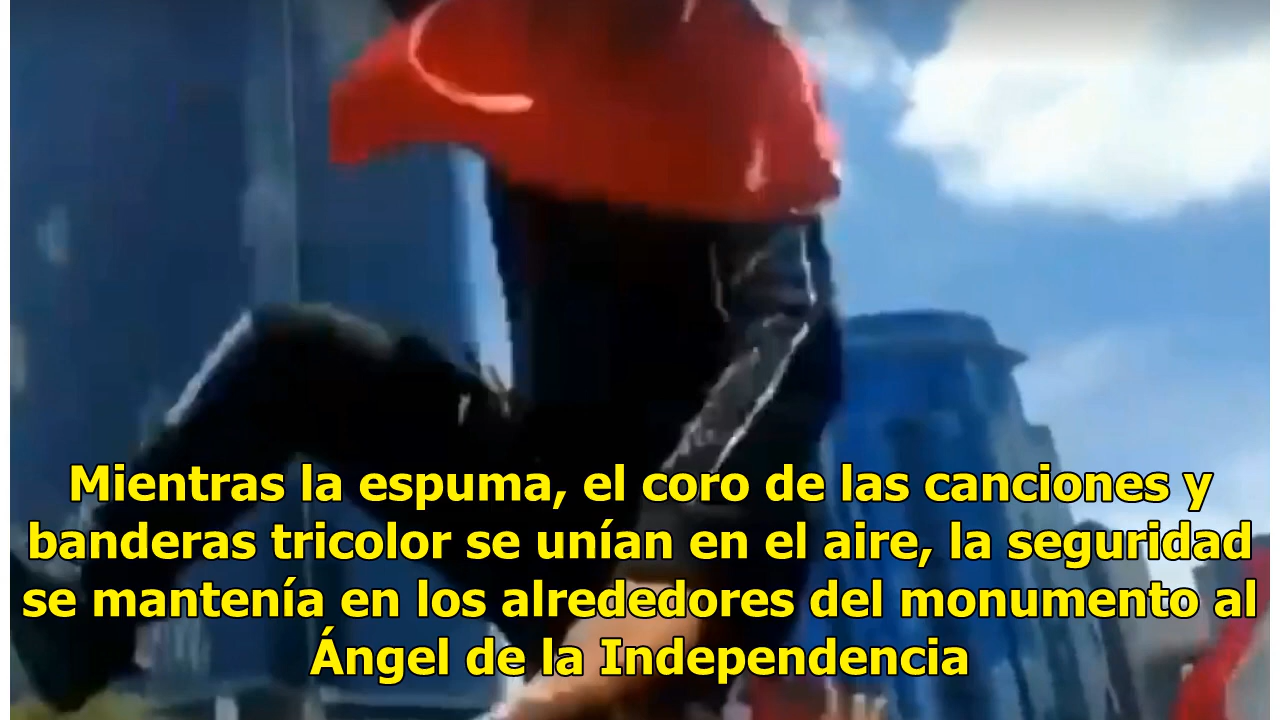 Mientras la espuma, el coro de las canciones y
banderas tricolor se unían en el aire, la seguridad
se mantenía en los alrededores del monumento al
Ángel de la Independencia